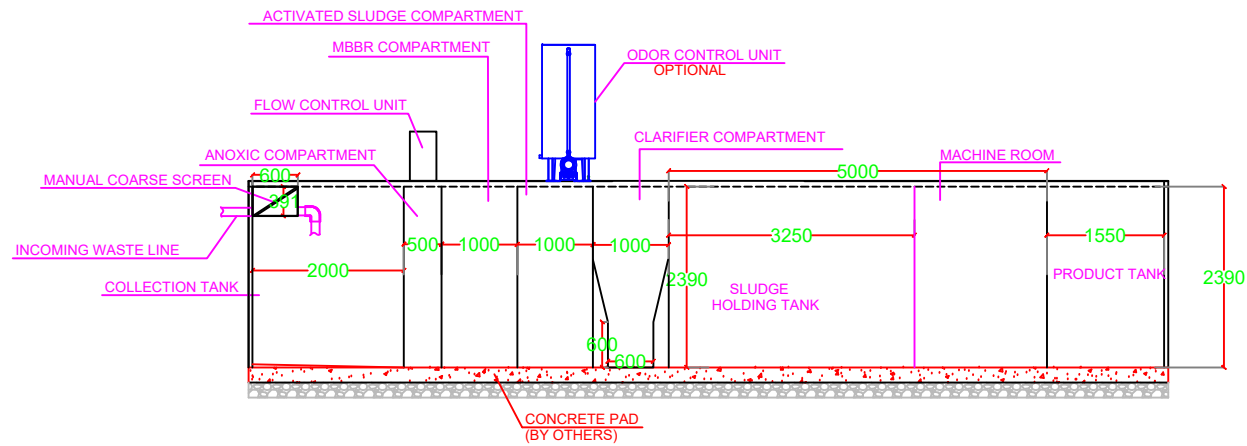 ACTIVATED SLUDGE COMPARTMENT
MBBR COMPARTMENT
ODOR CONTROL UNIT
OPTIONAL
FLOW CONTROL UNIT
CLARIFIER COMPARTMENT
ANOXIC COMPARTMENT
MACHINE ROOM
600
5000
MANUAL COARSE SCREEN
391
INCOMING WASTE LINE
500
1000
1000
1000
3250
1550
2000
2390
PRODUCT TANK
2390
COLLECTION TANK
SLUDGE
HOLDING TANK
600
600
CONCRETE PAD
(BY OTHERS)